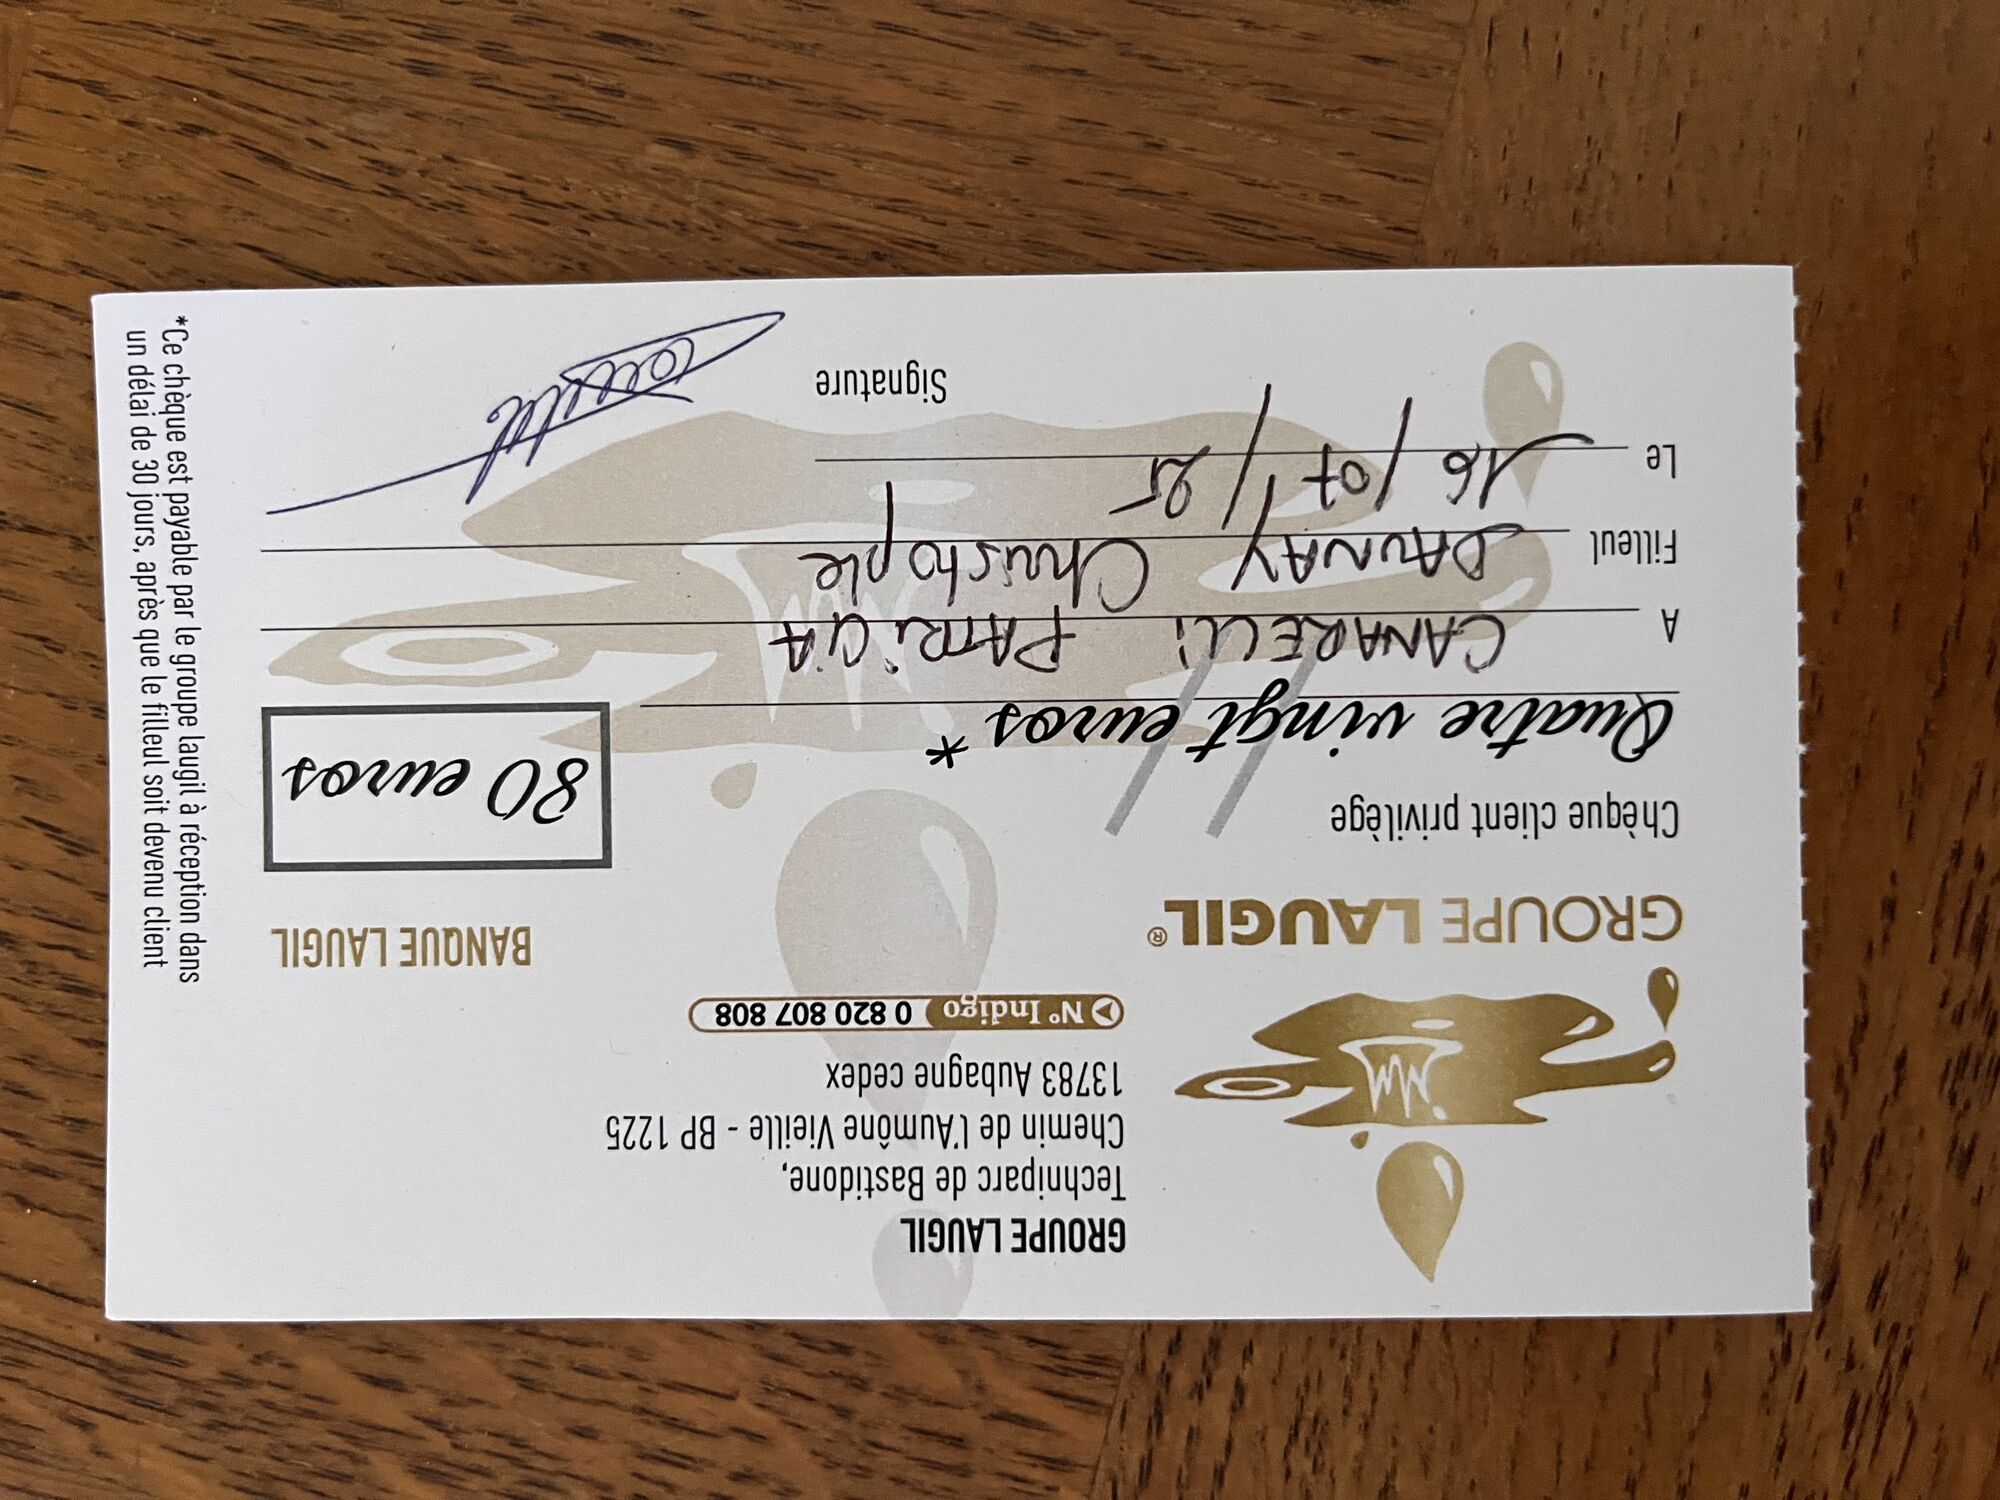 GROUPE LAUGIL
Techniparc de Bastidone,
Chemin de l'Aumône Vieille - BP 1225
13783 Aubagne cedex
N° Indigo 0 820 807 808
GROUPE LAUGIL®
BANQUE LAUGIL
Chèque client privilège
Quatre vingt euros*
80 euros
A CANARELLi PATRiCiA
Filleul DAUNAY Christophe
Le 16/07/25
Signature
*Ce chèque est payable par le groupe laugil à réception dans
un délai de 30 jours, après que le filleul soit devenu client